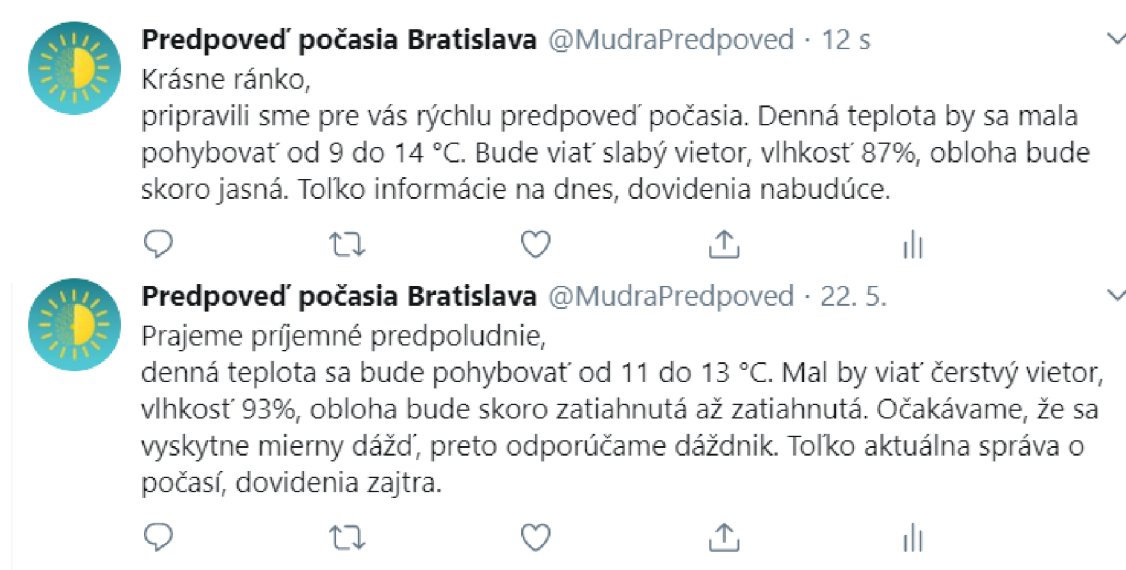 Predpoveď počasia Bratislava @MudraPredpoved · 12 s
Krásne ránko,
pripravili sme pre vás rýchlu predpoveď počasia. Denná teplota by sa mala
pohybovať od 9 do 14 °C. Bude viať slabý vietor, vlhkosť 87%, obloha bude
skoro jasná. Toľko informácie na dnes, dovidenia nabudúce.
Predpoveď počasia Bratislava @MudraPredpoved · 22. 5.
Prajeme príjemné predpoludnie,
denná teplota sa bude pohybovať od 11 do 13 °C. Mal by viať čerstvý vietor,
vlhkosť 93%, obloha bude skoro zatiahnutá až zatiahnutá. Očakávame, že sa
vyskytne mierny dážď, preto odporúčame dáždnik. Toľko aktuálna správa o
počasí, dovidenia zajtra.